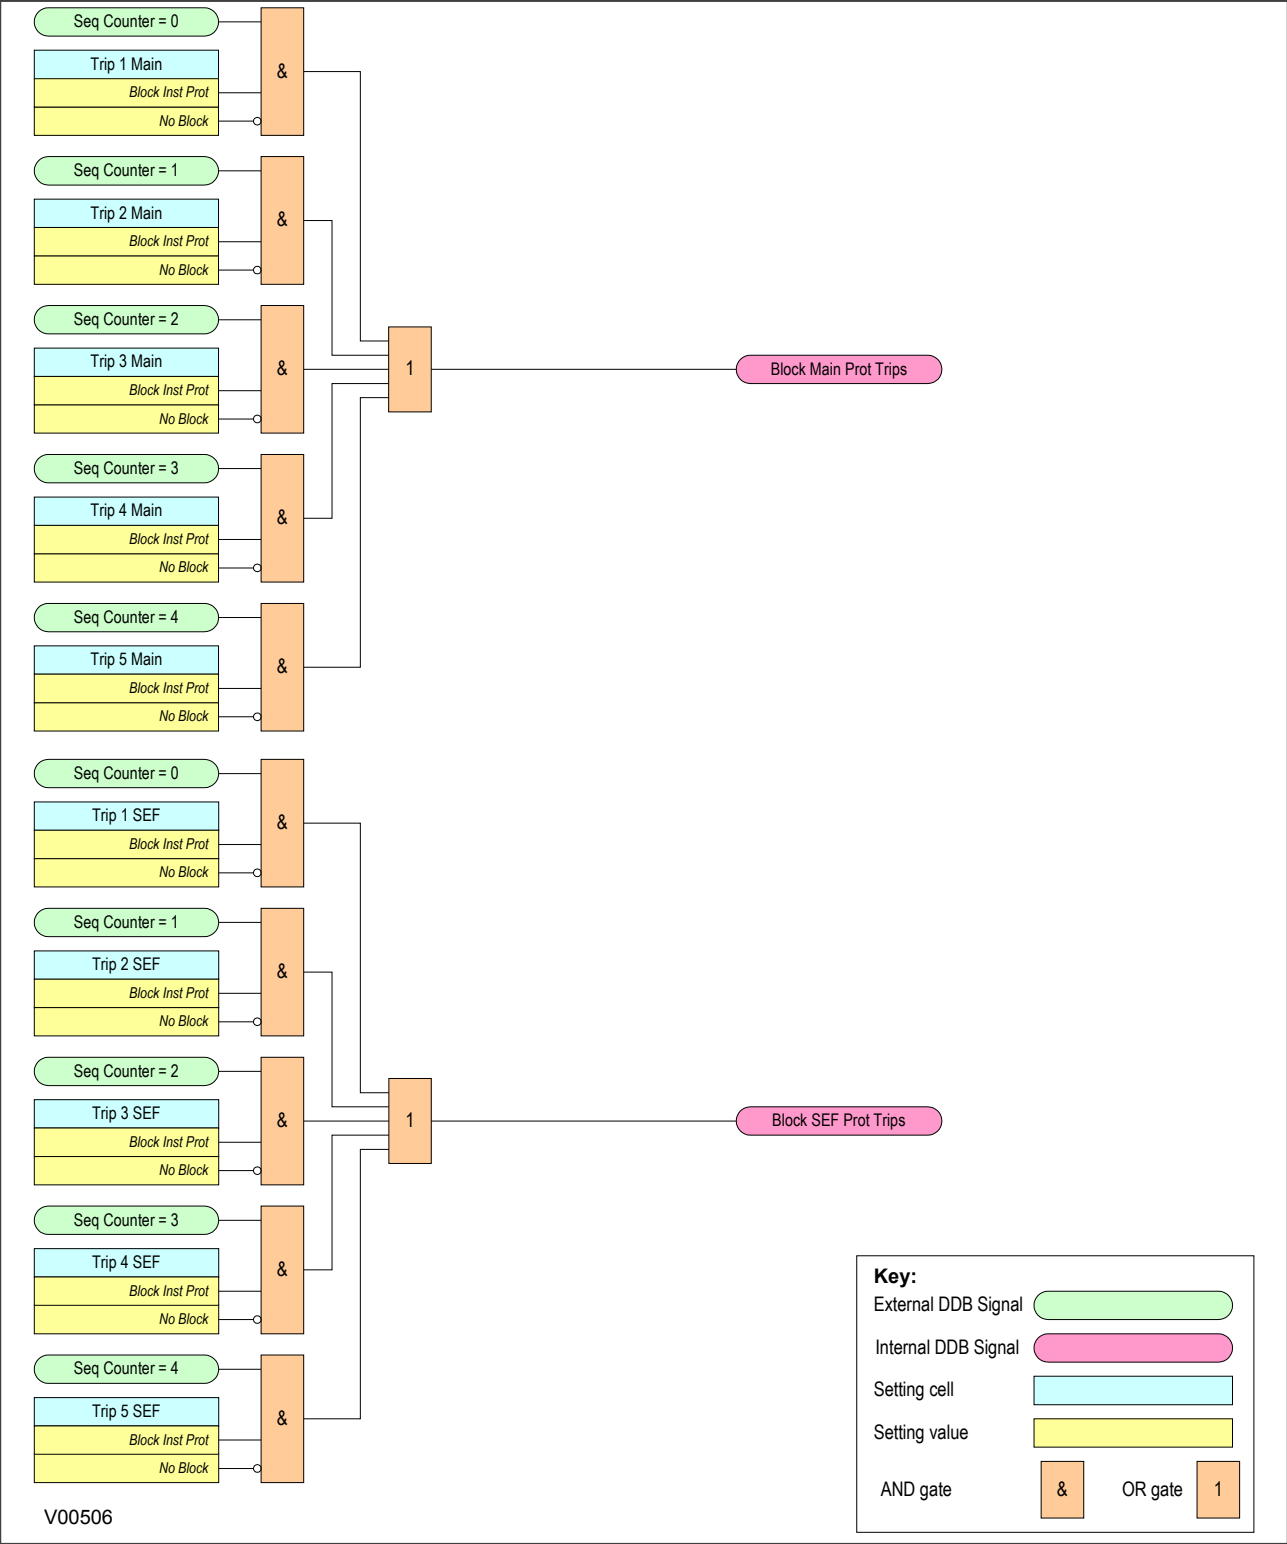 Seq Counter = 0
Trip 1 Main
Block Inst Prot
No Block
&
Seq Counter = 1
Trip 2 Main
Block Inst Prot
No Block
&
Seq Counter = 2
Trip 3 Main
Block Inst Prot
No Block
&
1
Block Main Prot Trips
Seq Counter = 3
Trip 4 Main
Block Inst Prot
No Block
&
Seq Counter = 4
Trip 5 Main
Block Inst Prot
No Block
&
Seq Counter = 0
Trip 1 SEF
Block Inst Prot
No Block
&
Seq Counter = 1
Trip 2 SEF
Block Inst Prot
No Block
&
Seq Counter = 2
Trip 3 SEF
Block Inst Prot
No Block
&
1
Block SEF Prot Trips
Seq Counter = 3
Trip 4 SEF
Block Inst Prot
No Block
&
Seq Counter = 4
Trip 5 SEF
Block Inst Prot
No Block
&
Key:
External DDB Signal
Internal DDB Signal
Setting cell
Setting value
AND gate & OR gate 1
V00506